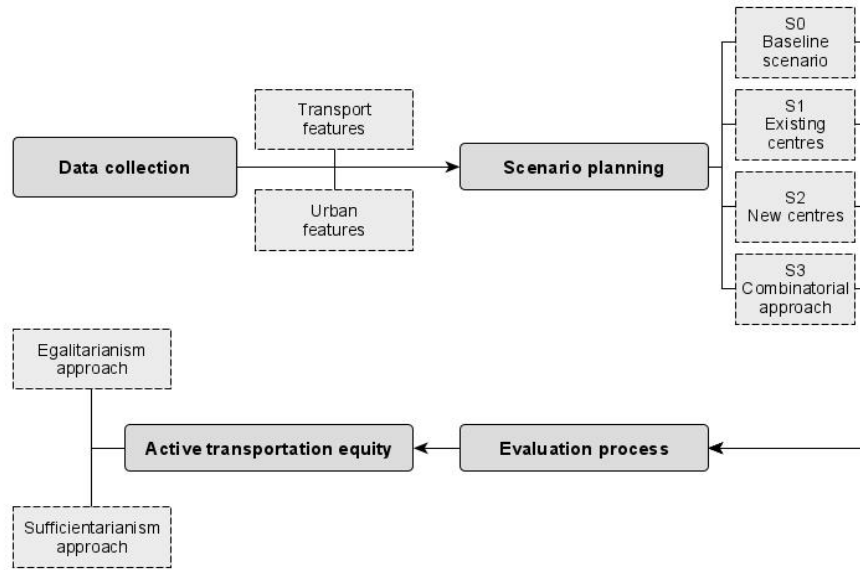 Data collection
Transport
features
Urban
features
Scenario planning
S0
Baseline
scenario
S1
Existing
centres
S2
New centres
S3
Combinatorial
approach
Egalitarianism
approach
Sufficientarianism
approach
Active transportation equity
Evaluation process